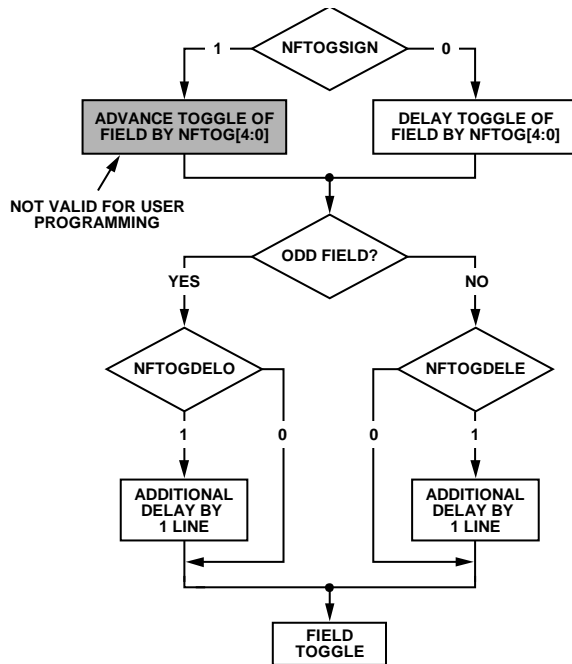 NFTOGSIGN
1
0
ADVANCE TOGGLE OF
FIELD BY NFTOG[4:0]
DELAY TOGGLE OF
FIELD BY NFTOG[4:0]
NOT VALID FOR USER
PROGRAMMING
ODD FIELD?
YES
NO
NFTOGDELO
NFTOGDELE
1
0
0
1
ADDITIONAL
DELAY BY
1 LINE
ADDITIONAL
DELAY BY
1 LINE
FIELD
TOGGLE